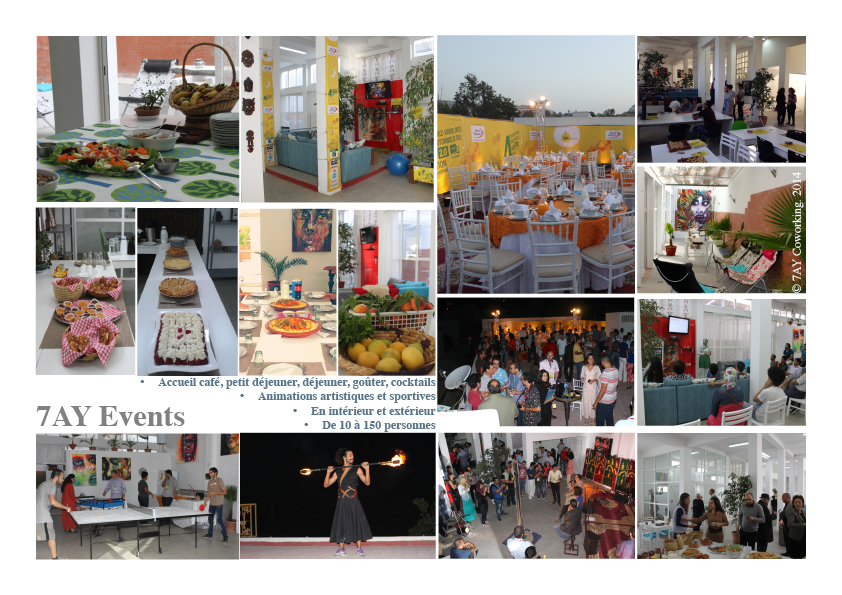 © 7AY Coworking, 2014
• Accueil café, petit déjeuner, déjeuner, goûter, cocktails
• Animations artistiques et sportives
• En intérieur et extérieur
• De 10 à 150 personnes
7AY Events